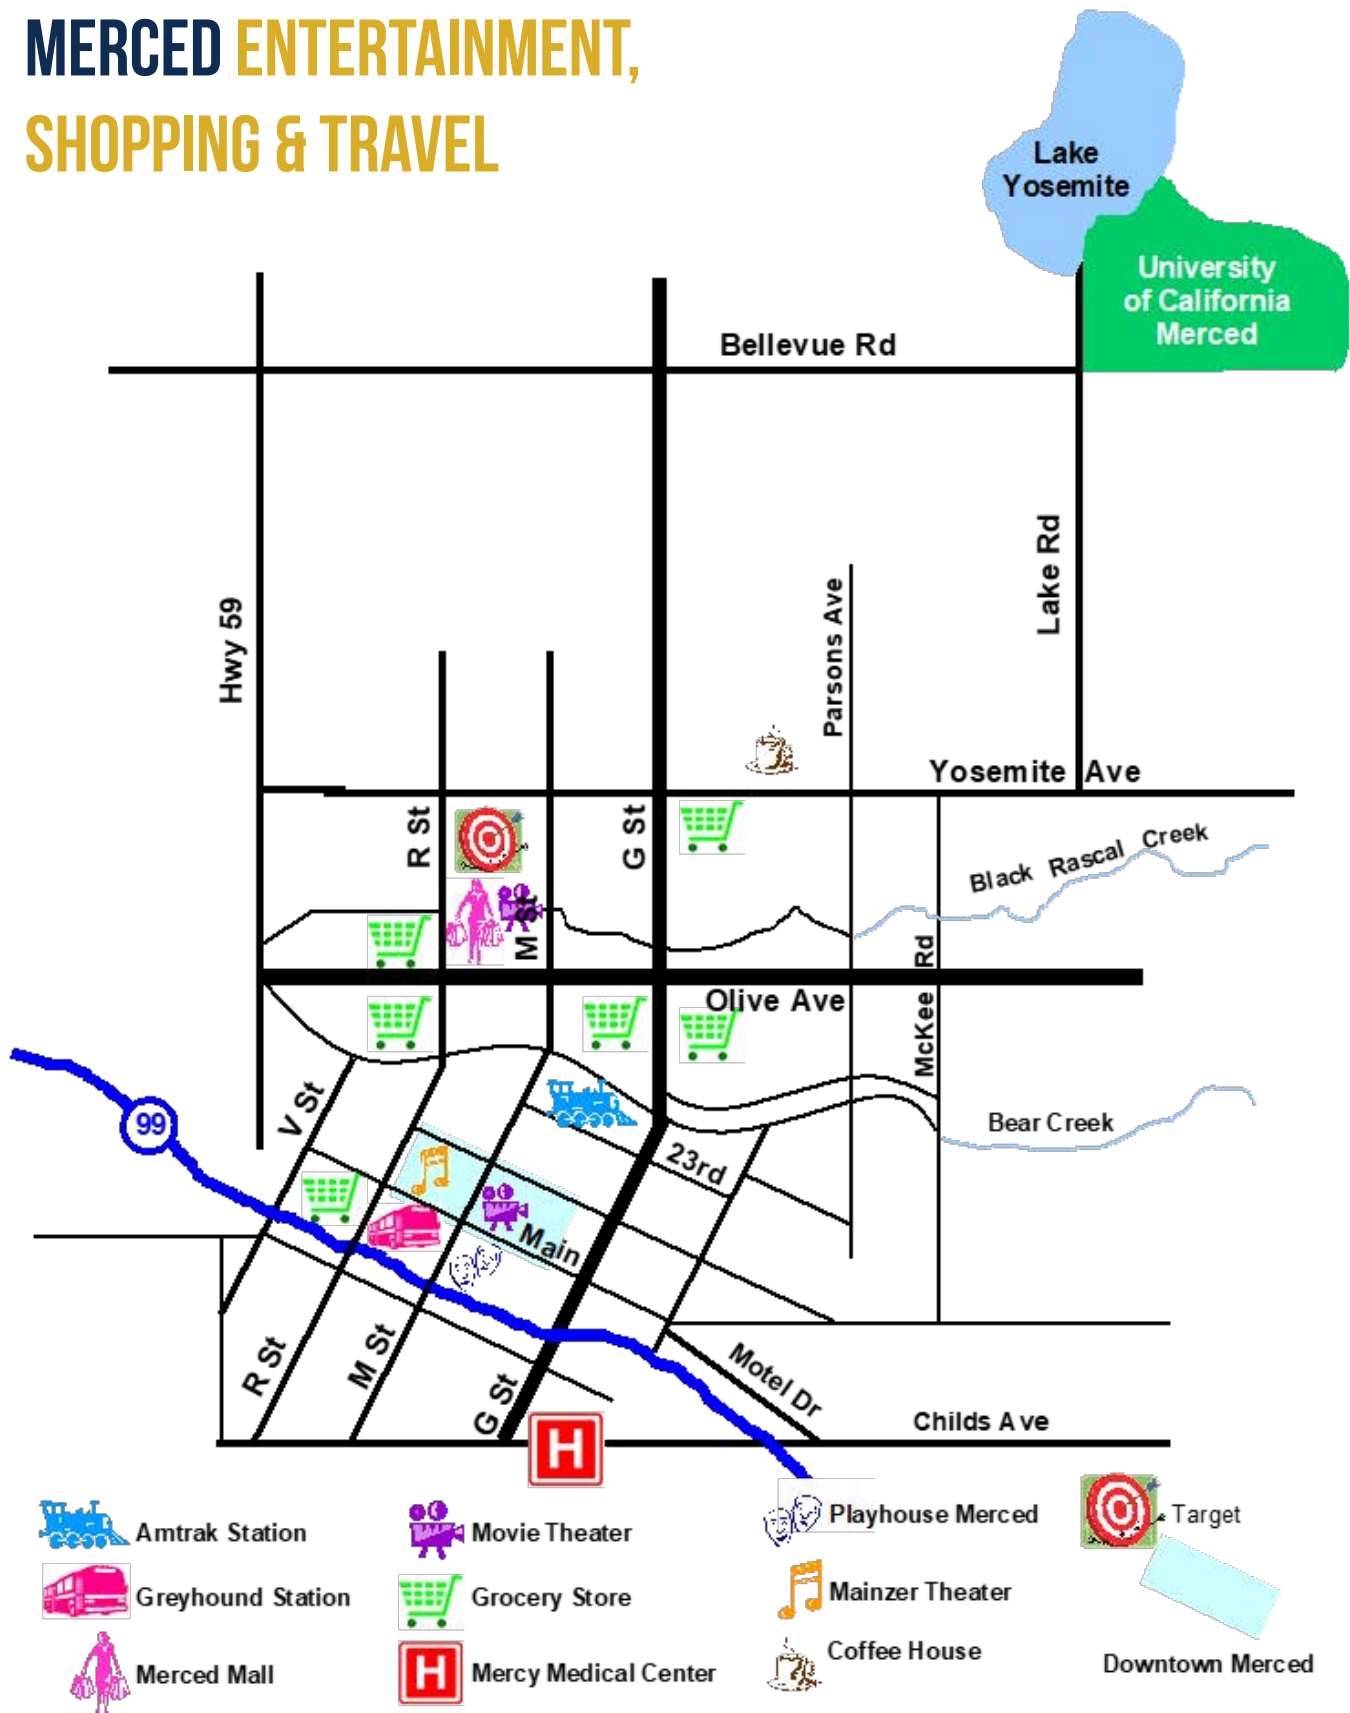 MERCED ENTERTAINMENT,
SHOPPING & TRAVEL
Lake
Yosemite
University
of California
Merced
Bellevue Rd
Lake Rd
Parsons Ave
Hwy 59
Yosemite Ave
R St
G St
M St
Black Rascal Creek
McKee Rd
Olive Ave
V St
99
Bear Creek
23rd
Main
R St
M St
G St
Motel Dr
Childs Ave
H
Amtrak Station
Movie Theater
Playhouse Merced
Target
Greyhound Station
Grocery Store
Mainzer Theater
Merced Mall
H
Mercy Medical Center
Coffee House
Downtown Merced